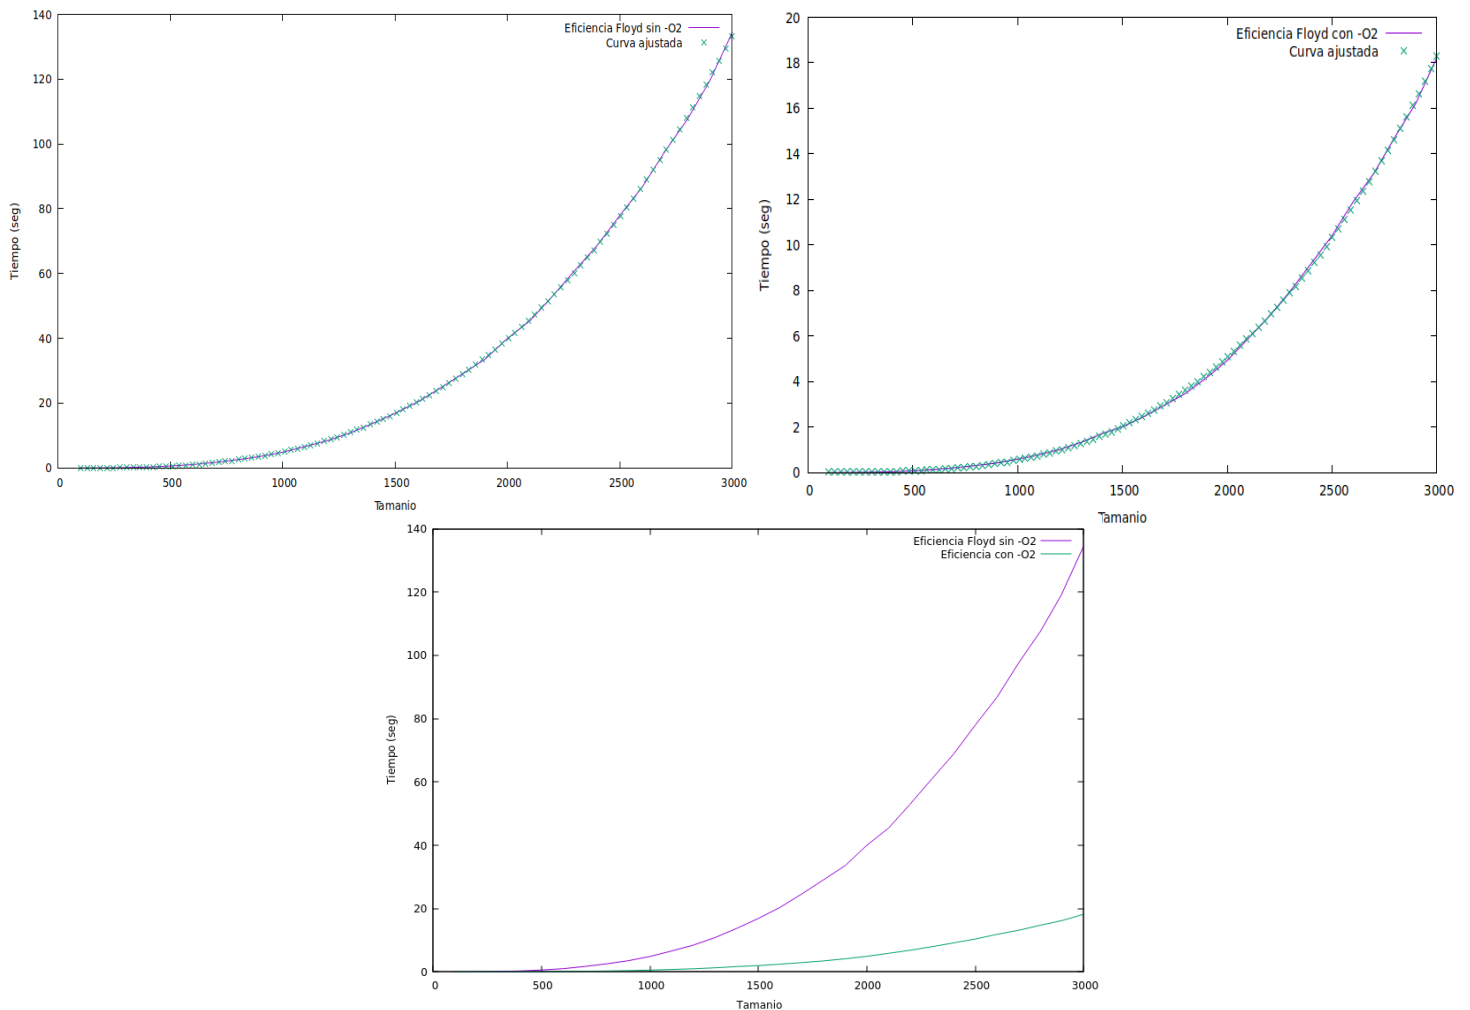 140
120
100
80
60
40
20
0
Tiempo (seg)
Eficiencia Floyd sin -O2
Curva ajustada
0 500 1000 1500 2000 2500 3000
Tamanio
20
18
16
14
12
10
8
6
4
2
0
Tiempo (seg)
Eficiencia Floyd con -O2
Curva ajustada
0 500 1000 1500 2000 2500 3000
Tamanio
140
120
100
80
60
40
20
0
Tiempo (seg)
Eficiencia Floyd sin -O2
Eficiencia con -O2
0 500 1000 1500 2000 2500 3000
Tamanio